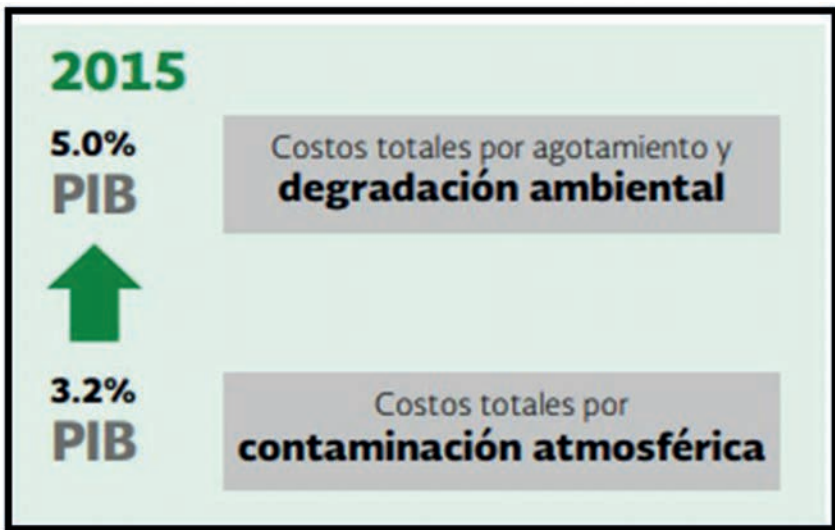 2015
5.0%
PIB
Costos totales por agotamiento y
degradación ambiental
3.2%
PIB
Costos totales por
contaminación atmosférica